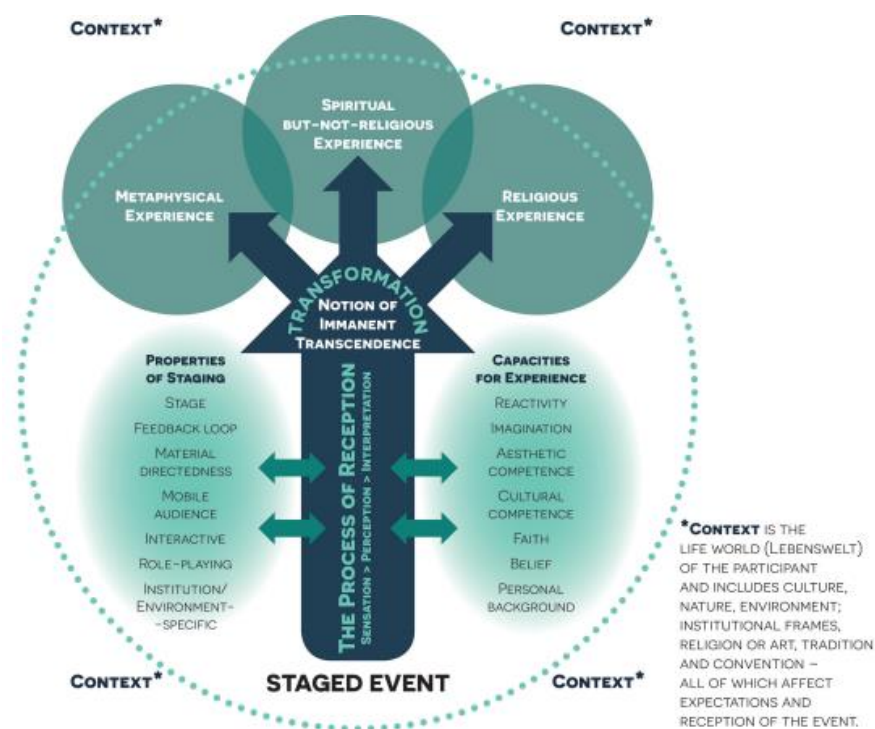 CONTEXT*
CONTEXT*
SPIRITUAL
BUT-NOT-RELIGIOUS
EXPERIENCE
METAPHYSICAL
EXPERIENCE
RELIGIOUS
EXPERIENCE
TRANSFORMATION
NOTION OF
IMMANENT
TRANSCENDENCE
PROPERTIES
OF STAGING
STAGE
FEEDBACK LOOP
MATERIAL
DIRECTEDNESS
MOBILE
AUDIENCE
INTERACTIVE
ROLE-PLAYING
INSTITUTION/
ENVIRONMENT-
-SPECIFIC
THE PROCESS OF RECEPTION
SENSATION > PERCEPTION > INTERPRETATION
CAPACITIES
FOR EXPERIENCE
REACTIVITY
IMAGINATION
AESTHETIC
COMPETENCE
CULTURAL
COMPETENCE
FAITH
BELIEF
PERSONAL
BACKGROUND
CONTEXT*
STAGED EVENT
CONTEXT*
*CONTEXT IS THE
LIFE WORLD (LEBENSWELT)
OF THE PARTICIPANT
AND INCLUDES CULTURE,
NATURE, ENVIRONMENT;
INSTITUTIONAL FRAMES,
RELIGION OR ART, TRADITION
AND CONVENTION –
ALL OF WHICH AFFECT
EXPECTATIONS AND
RECEPTION OF THE EVENT.